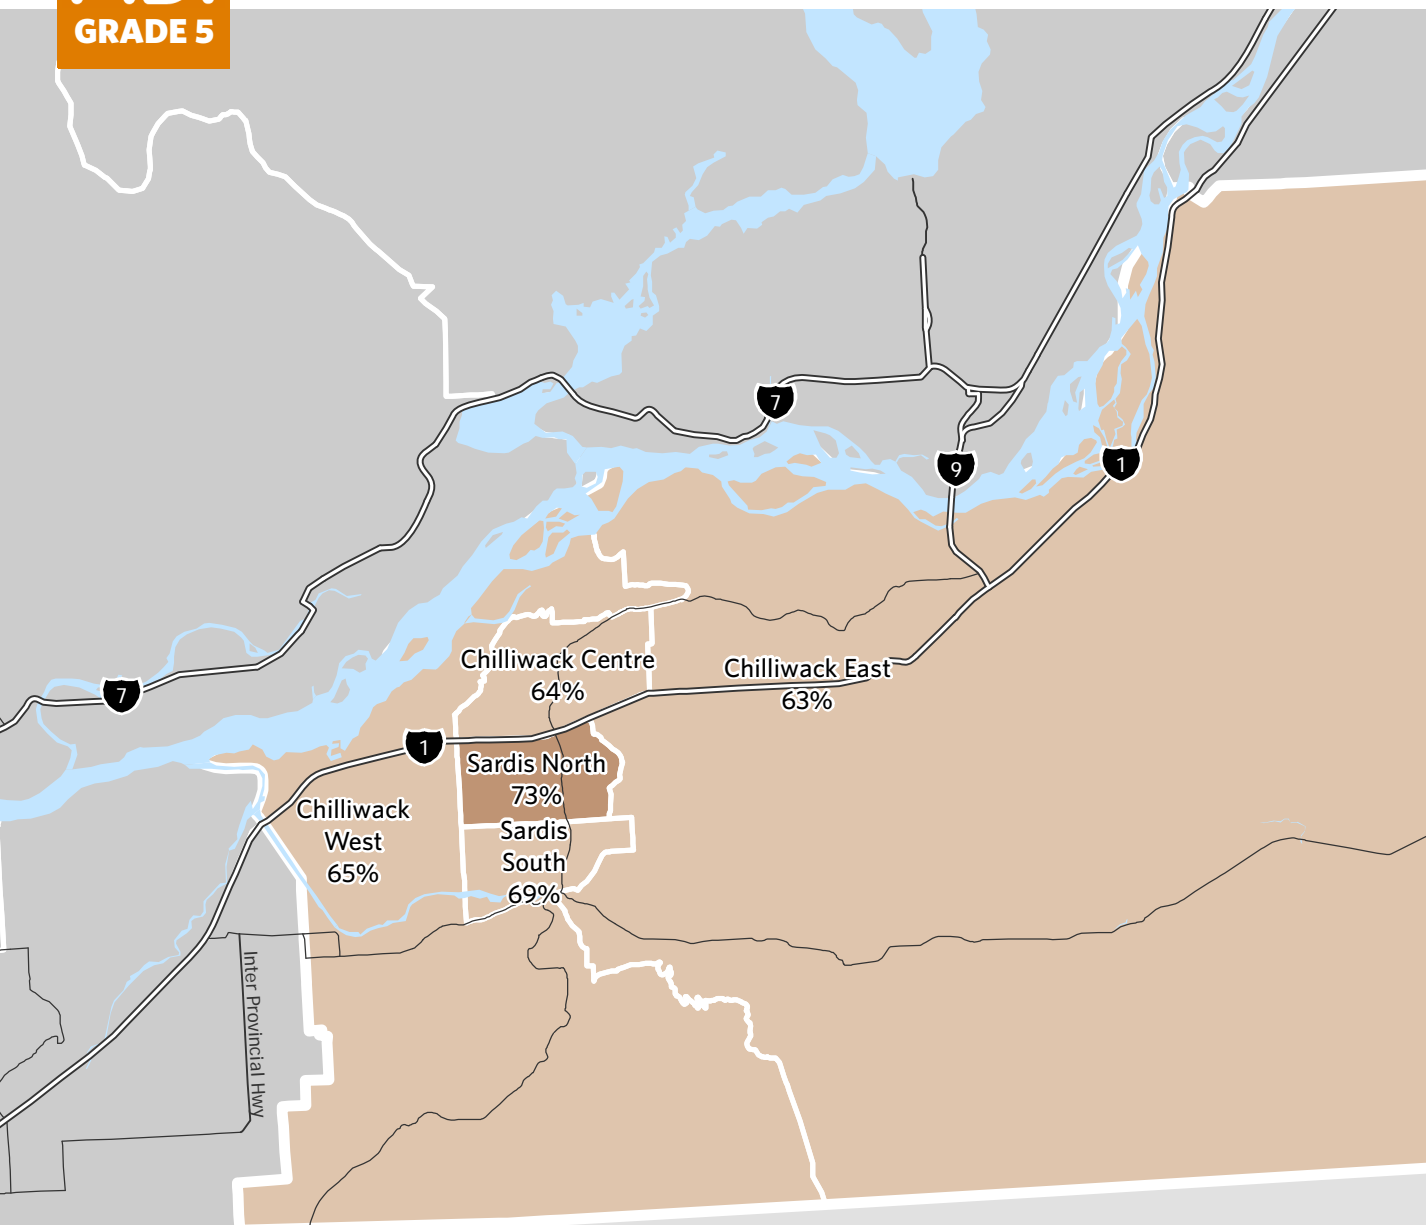 GRADE 5
7
9
1
Chilliwack Centre
64%
Chilliwack East
63%
7
1
Sardis North
73%
Chilliwack
West
65%
Sardis
South
69%
Inter Provincial Hwy